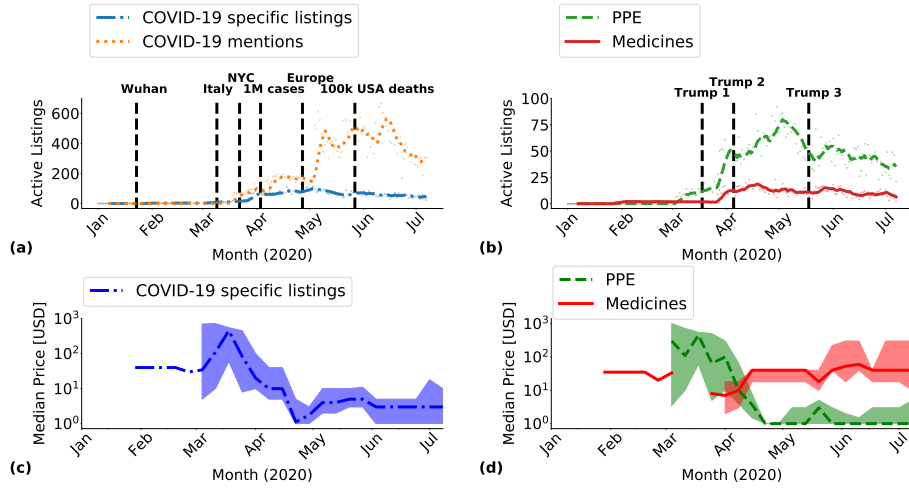 COVID-19 specific listings
COVID-19 mentions
NYC Europe
Wuhan Italy 1M cases 100k USA deaths
Active Listings
600
400
200
0
Jan Feb Mar Apr May Jun Jul
Month (2020)
(a)
PPE
Medicines
Trump 2
Trump 1 Trump 3
Active Listings
100
75
50
25
0
Jan Feb Mar Apr May Jun Jul
Month (2020)
(b)
COVID-19 specific listings
Median Price [USD]
10³
10²
10¹
10⁰
Jan Feb Mar Apr May Jun Jul
Month (2020)
(c)
PPE
Medicines
Median Price [USD]
10³
10²
10¹
10⁰
Jan Feb Mar Apr May Jun Jul
Month (2020)
(d)